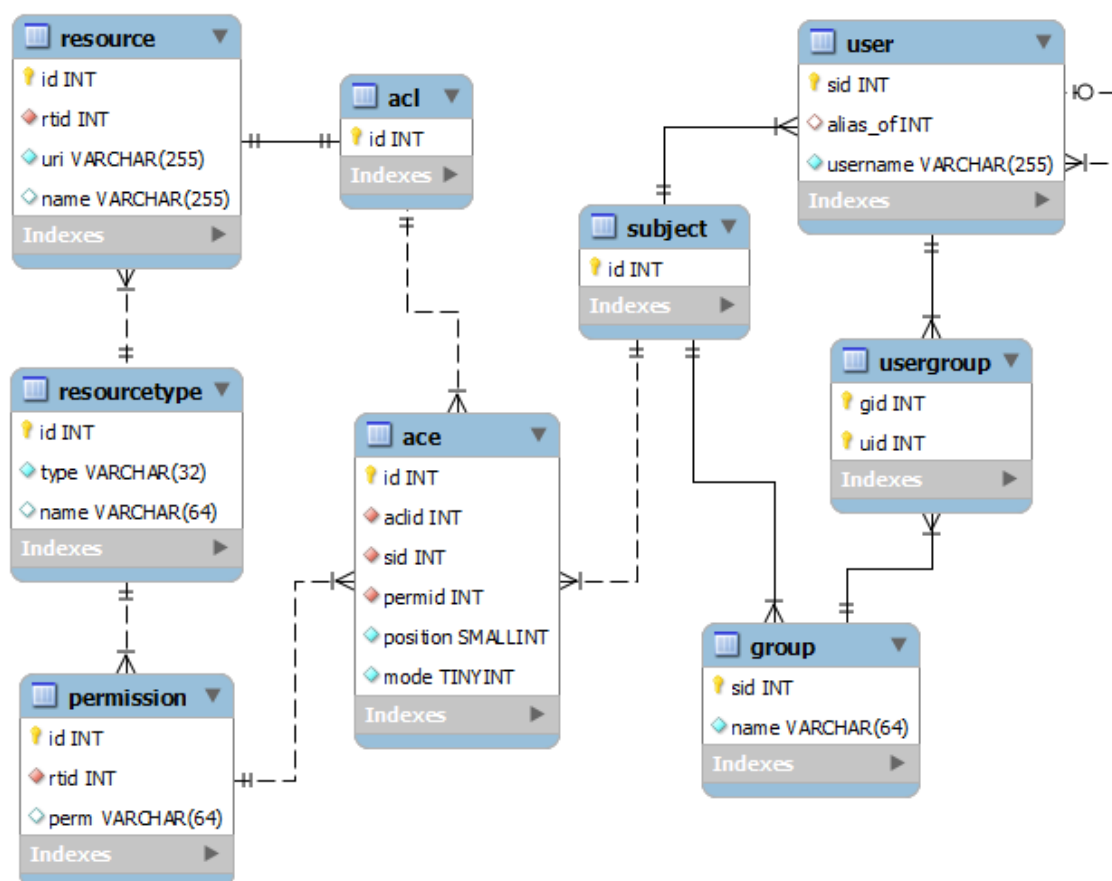 resource
id INT
rtid INT
uri VARCHAR(255)
name VARCHAR(255)
Indexes
acl
id INT
Indexes
user
sid INT
alias_of INT
username VARCHAR(255)
Indexes
subject
id INT
Indexes
resourcetype
id INT
type VARCHAR(32)
name VARCHAR(64)
Indexes
ace
id INT
aclid INT
sid INT
permid INT
position SMALLINT
mode TINYINT
Indexes
usergroup
gid INT
uid INT
Indexes
permission
id INT
rtid INT
perm VARCHAR(64)
Indexes
group
sid INT
name VARCHAR(64)
Indexes